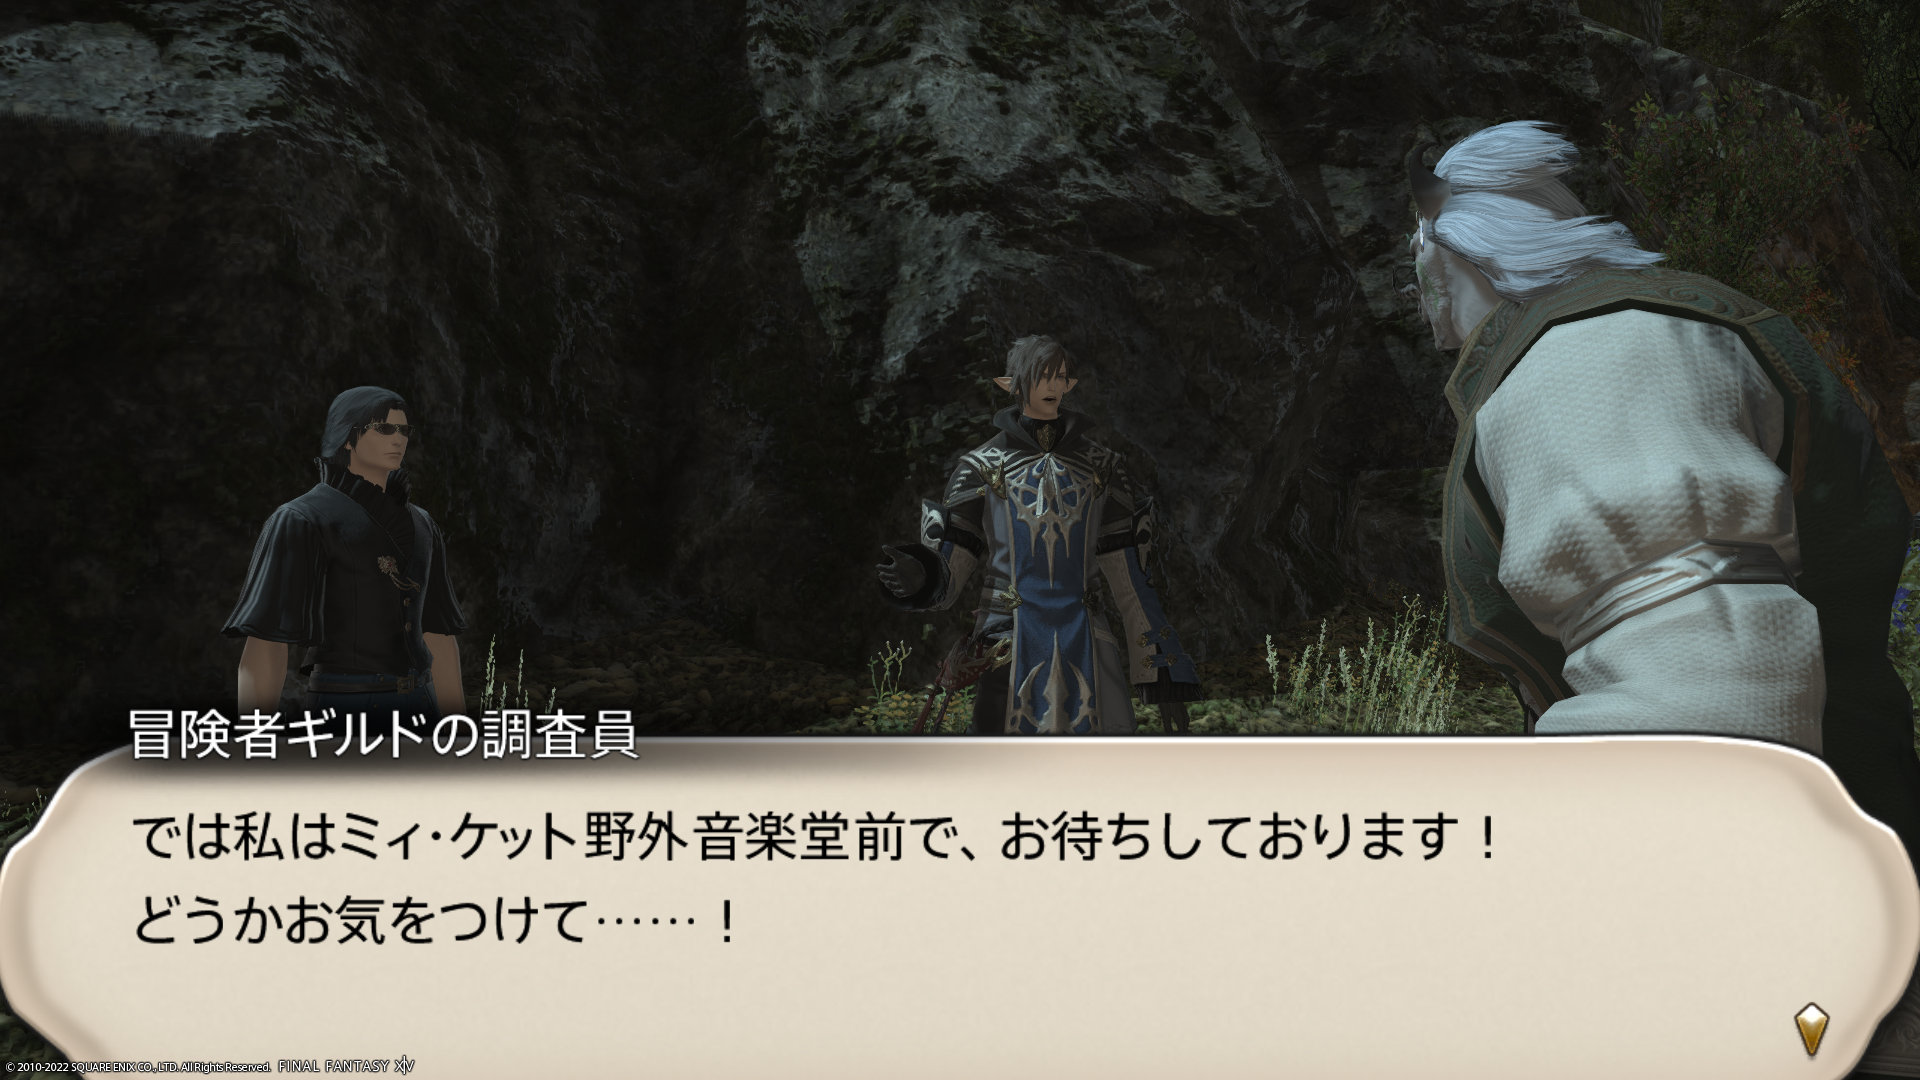 冒険者ギルドの調査員
では私はミィ・ケット野外音楽堂前で、お待ちしております！
どうかお気をつけて……！
© 2010-2022 SQUARE ENIX CO., LTD. All Rights Reserved. FINAL FANTASY XIV